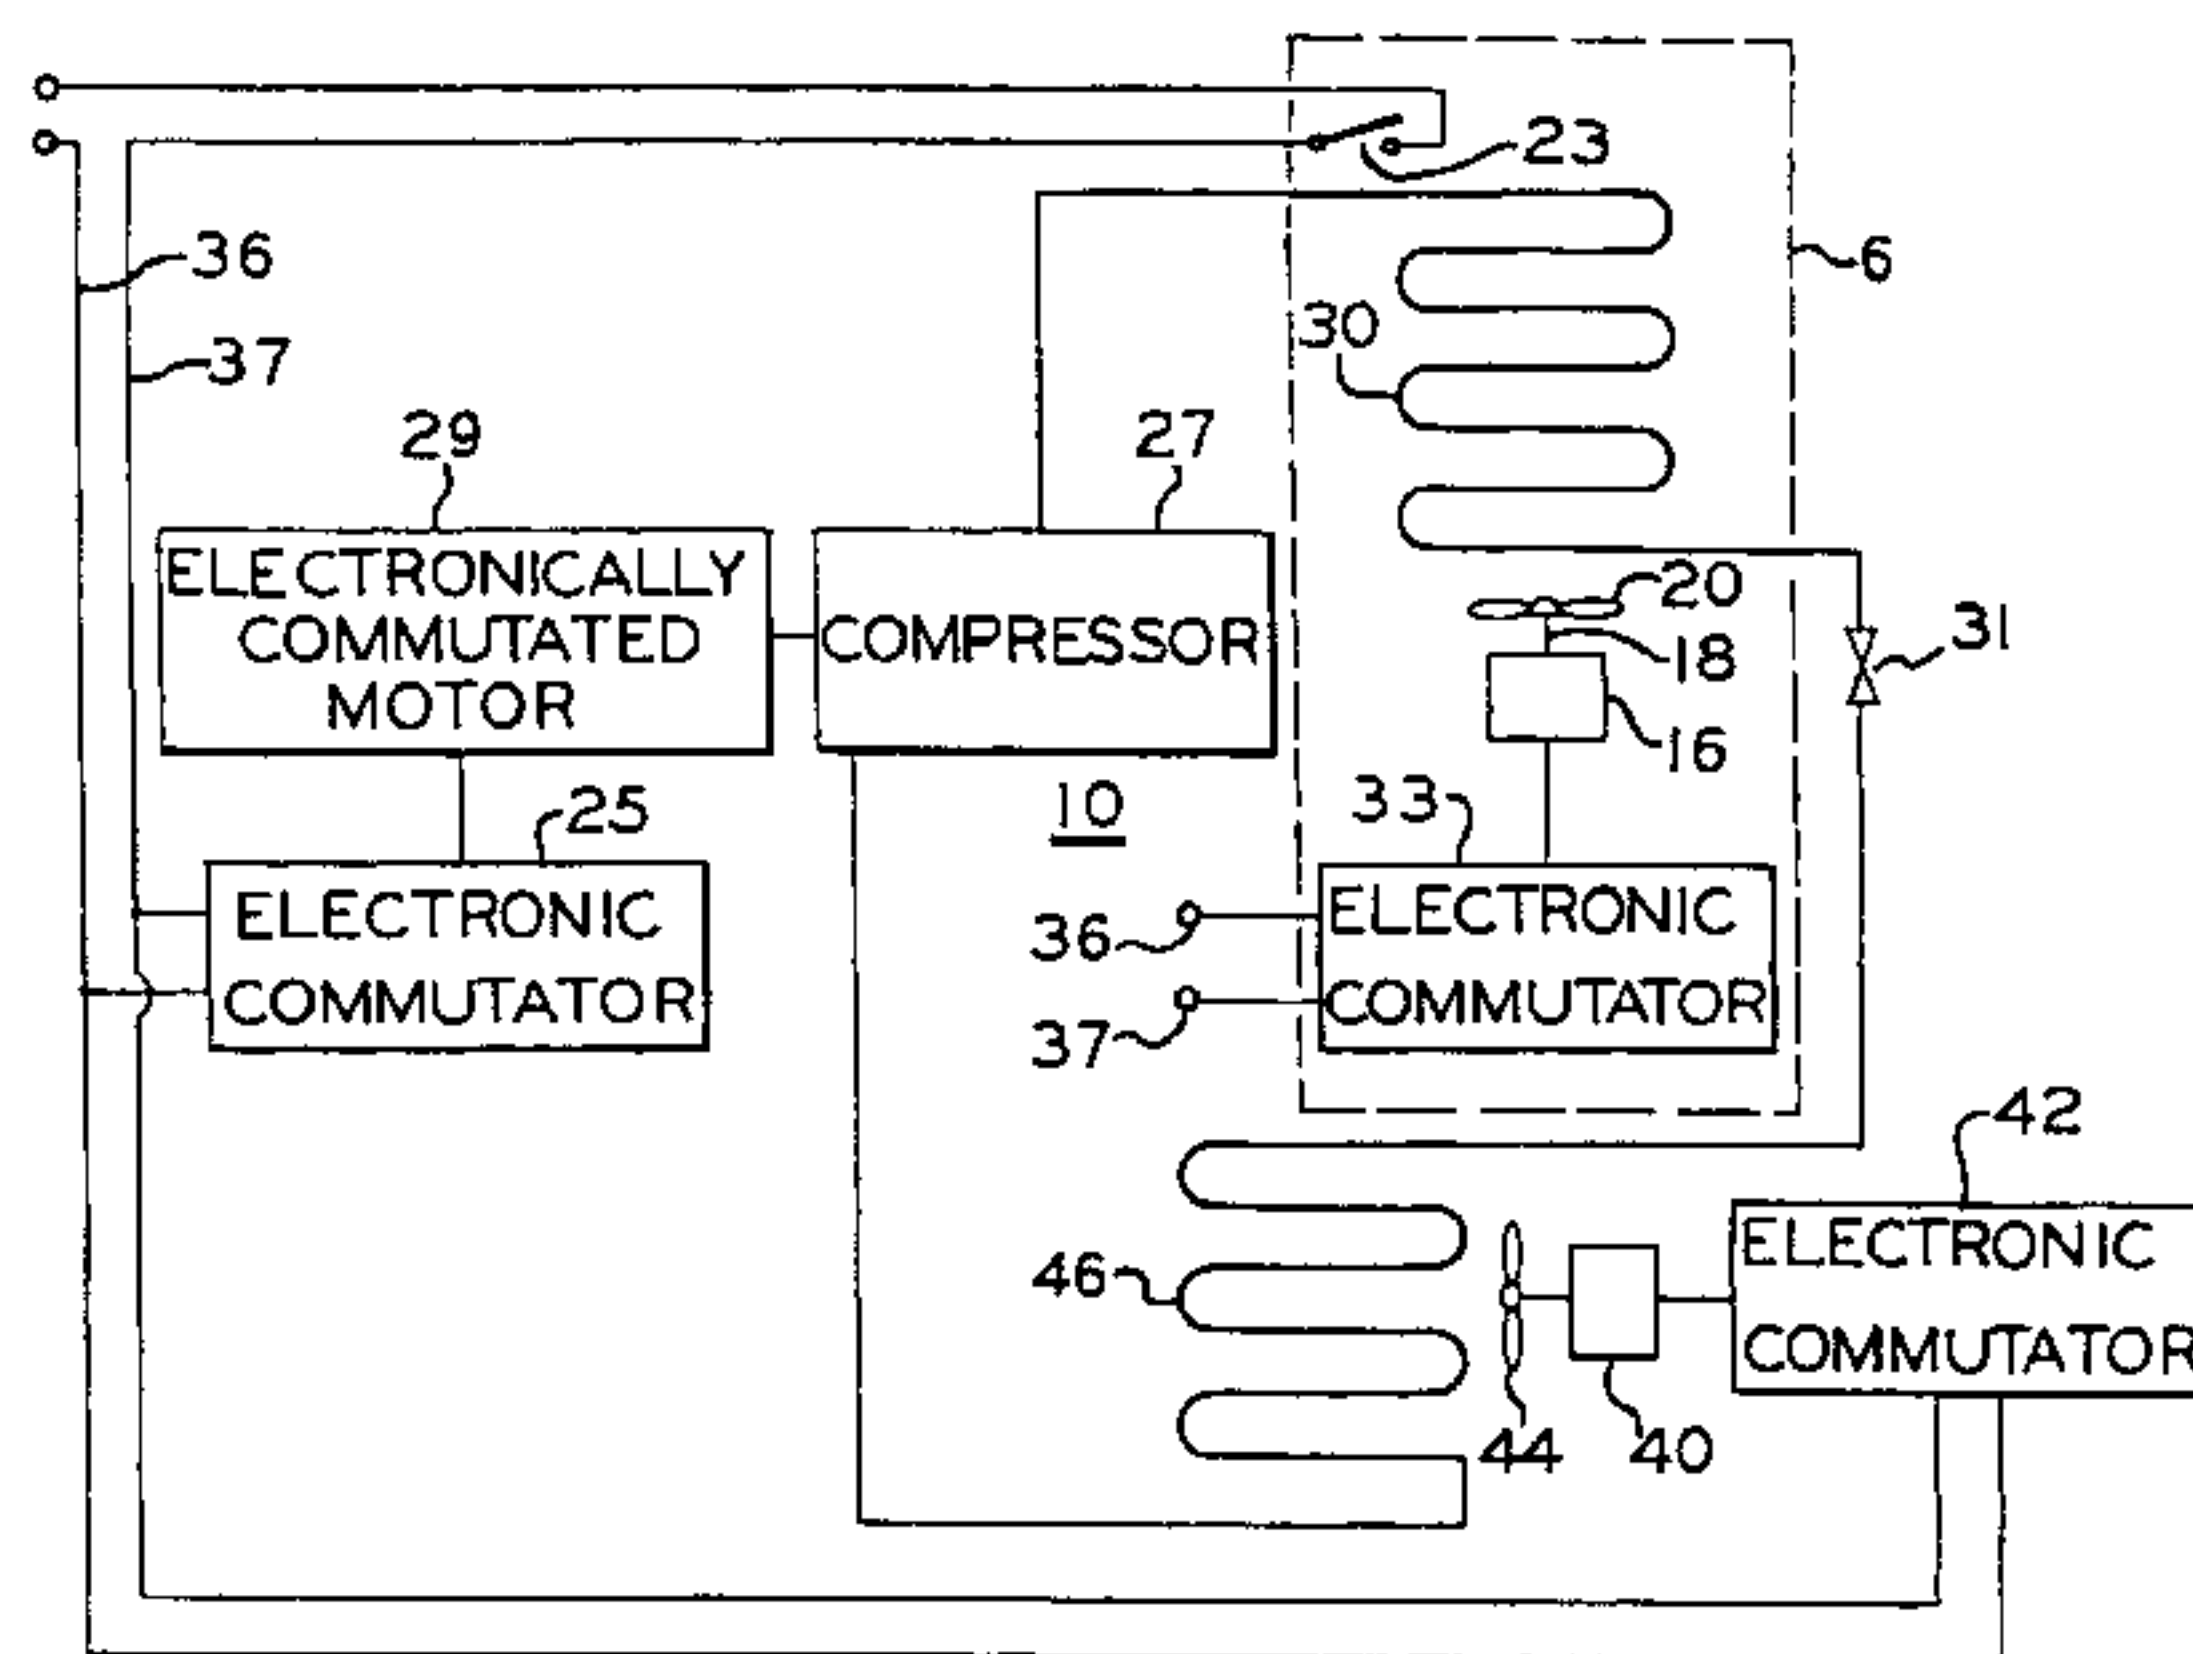 23
36
6
30
37
29
27
ELECTRONICALLY
COMMUTATED
MOTOR
COMPRESSOR
20
18
31
16
10
33
25
ELECTRONIC
COMMUTATOR
36
37
ELECTRONIC
COMMUTATOR
42
46
ELECTRONIC
COMMUTATOR
44
40